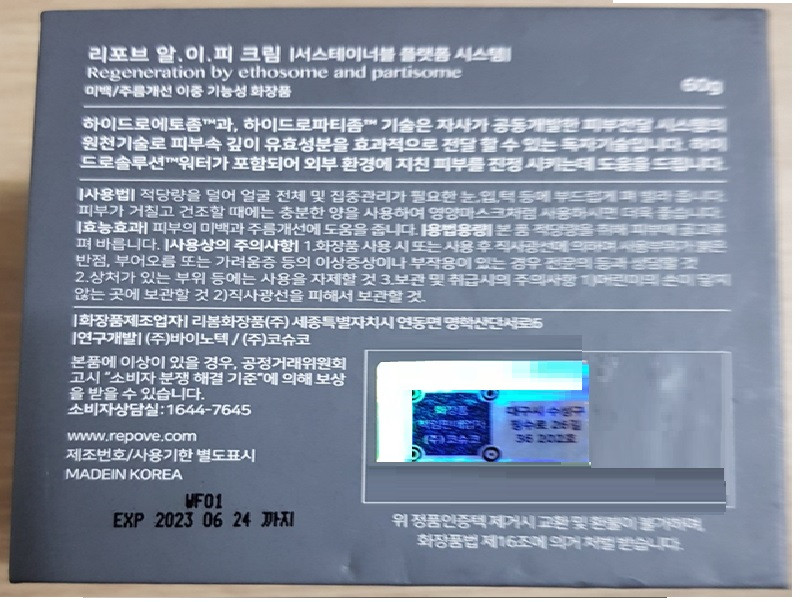 리포브 알.이.피 크림 |서스테이너블 플랫폼 시스템|
Regeneration by ethosome and partisome
미백/주름개선 이중 기능성 화장품
60g
하이드로에토좀™과, 하이드로파티좀™ 기술은 자사가 공동개발한 피부전달 시스템의
원천기술로 피부속 깊이 유효성분을 효과적으로 전달 할 수 있는 독자기술입니다. 하이
드로솔루션™워터가 포함되어 외부 환경에 지친 피부를 진정 시키는데 도움을 드립니다.
|사용법| 적당량을 덜어 얼굴 전체 및 집중관리가 필요한 눈,입,턱 등에 부드럽게 펴 발라 줍니다.
피부가 거칠고 건조할 때에는 충분한 양을 사용하여 영양마스크처럼 사용하시면 더욱 좋습니다.
|효능효과| 피부의 미백과 주름개선에 도움을 줍니다. |용법용량| 본 품 적당량을 취해 피부에 골고루
펴 바릅니다. |사용상의 주의사항| 1.화장품 사용 시 또는 사용 후 직사광선에 의하여 사용부위가 붉은
반점, 부어오름 또는 가려움증 등의 이상증상이나 부작용이 있는 경우 전문의 등과 상담할 것
2.상처가 있는 부위 등에는 사용을 자제할 것 3.보관 및 취급시의 주의사항 1)어린이의 손이 닿지
않는 곳에 보관할 것 2)직사광선을 피해서 보관할 것.
|화장품제조업자| 리봄화장품(주) 세종특별자치시 연동면 명학산단서로6
|연구개발| (주)바이노텍 / (주)코슈코
본품에 이상이 있을 경우, 공정거래위원회
고시 "소비자 분쟁 해결 기준"에 의해 보상
을 받을 수 있습니다.
소비자상담실:1644-7645
www.repove.com
제조번호/사용기한 별도표시
MADEIN KOREA
WF01
EXP 2023 06 24 까지
화장품
책임판매업자
(주)코슈코
대구시 수성구
36 202호
위 정품인증택 제거시 교환 및 환불이 불가하며,
화장품법 제16조에 의거 처벌 받습니다.